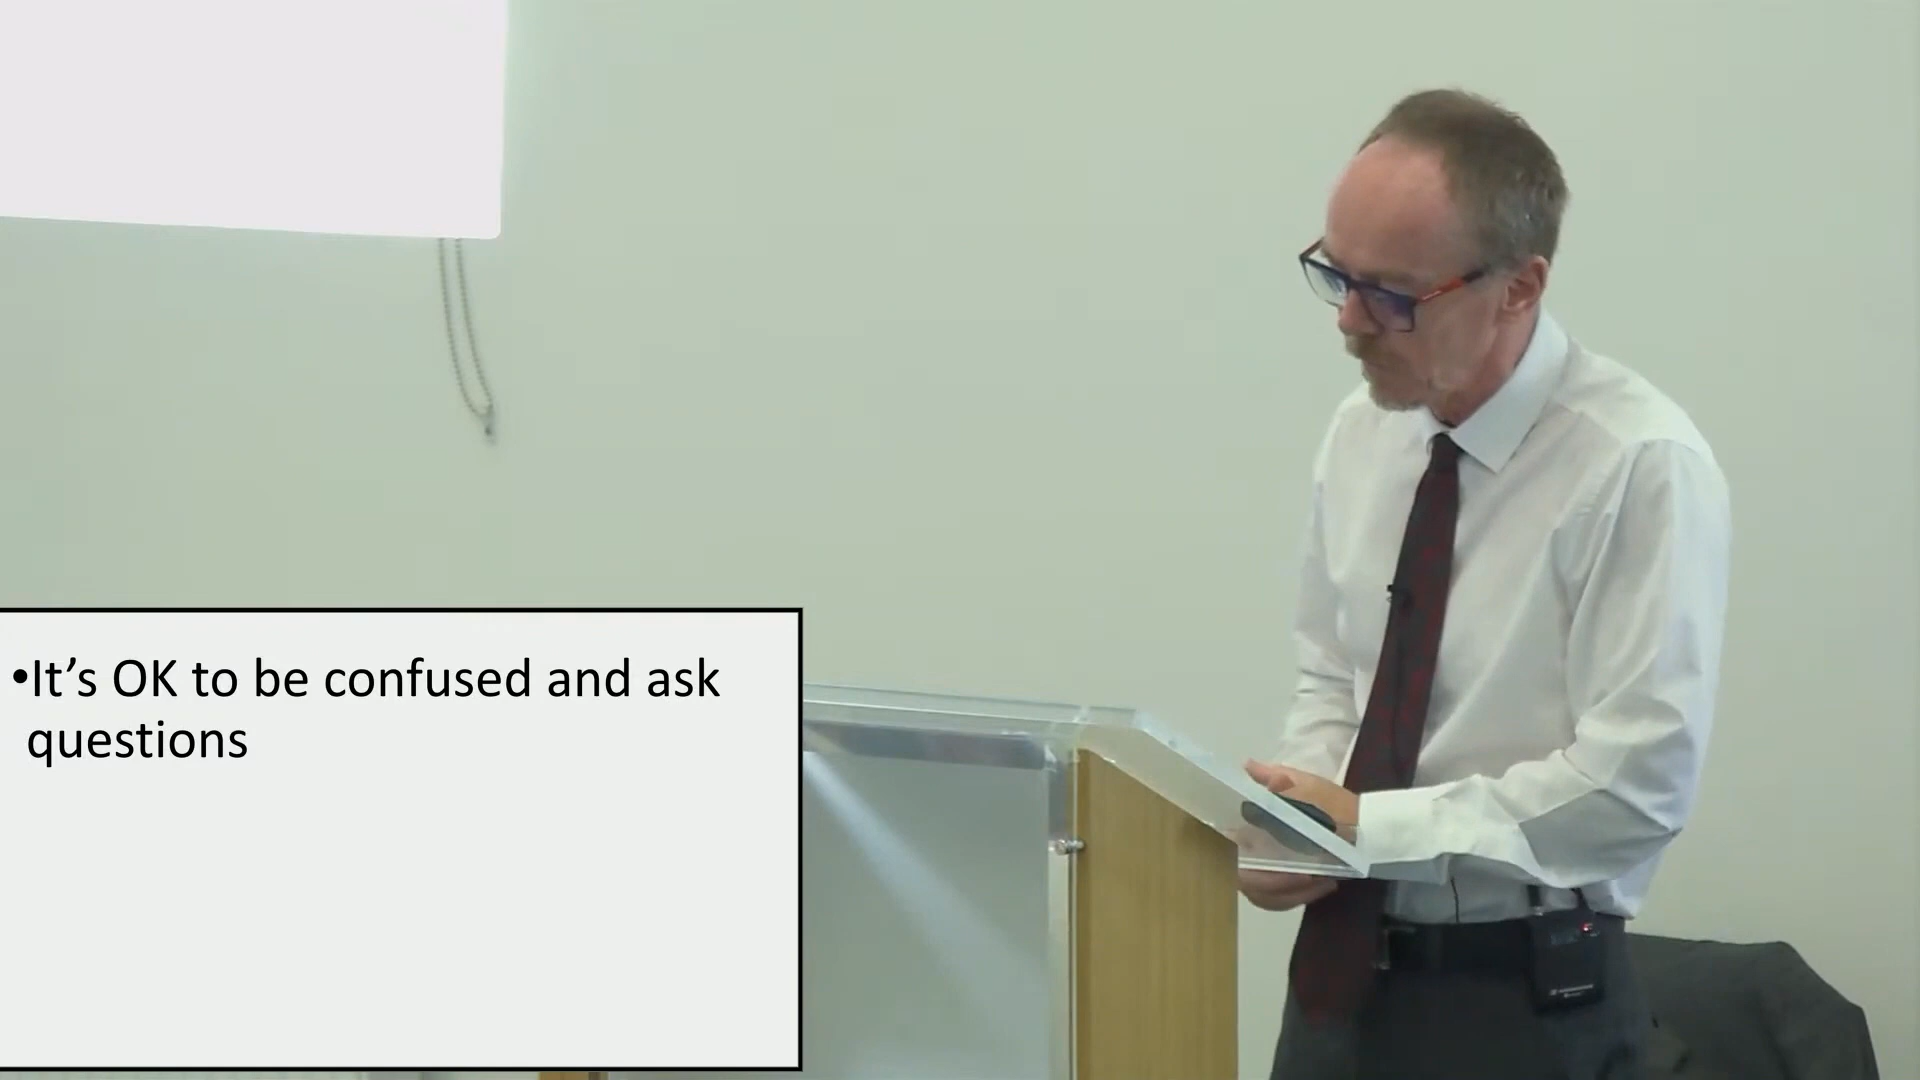 •It’s OK to be confused and ask
questions